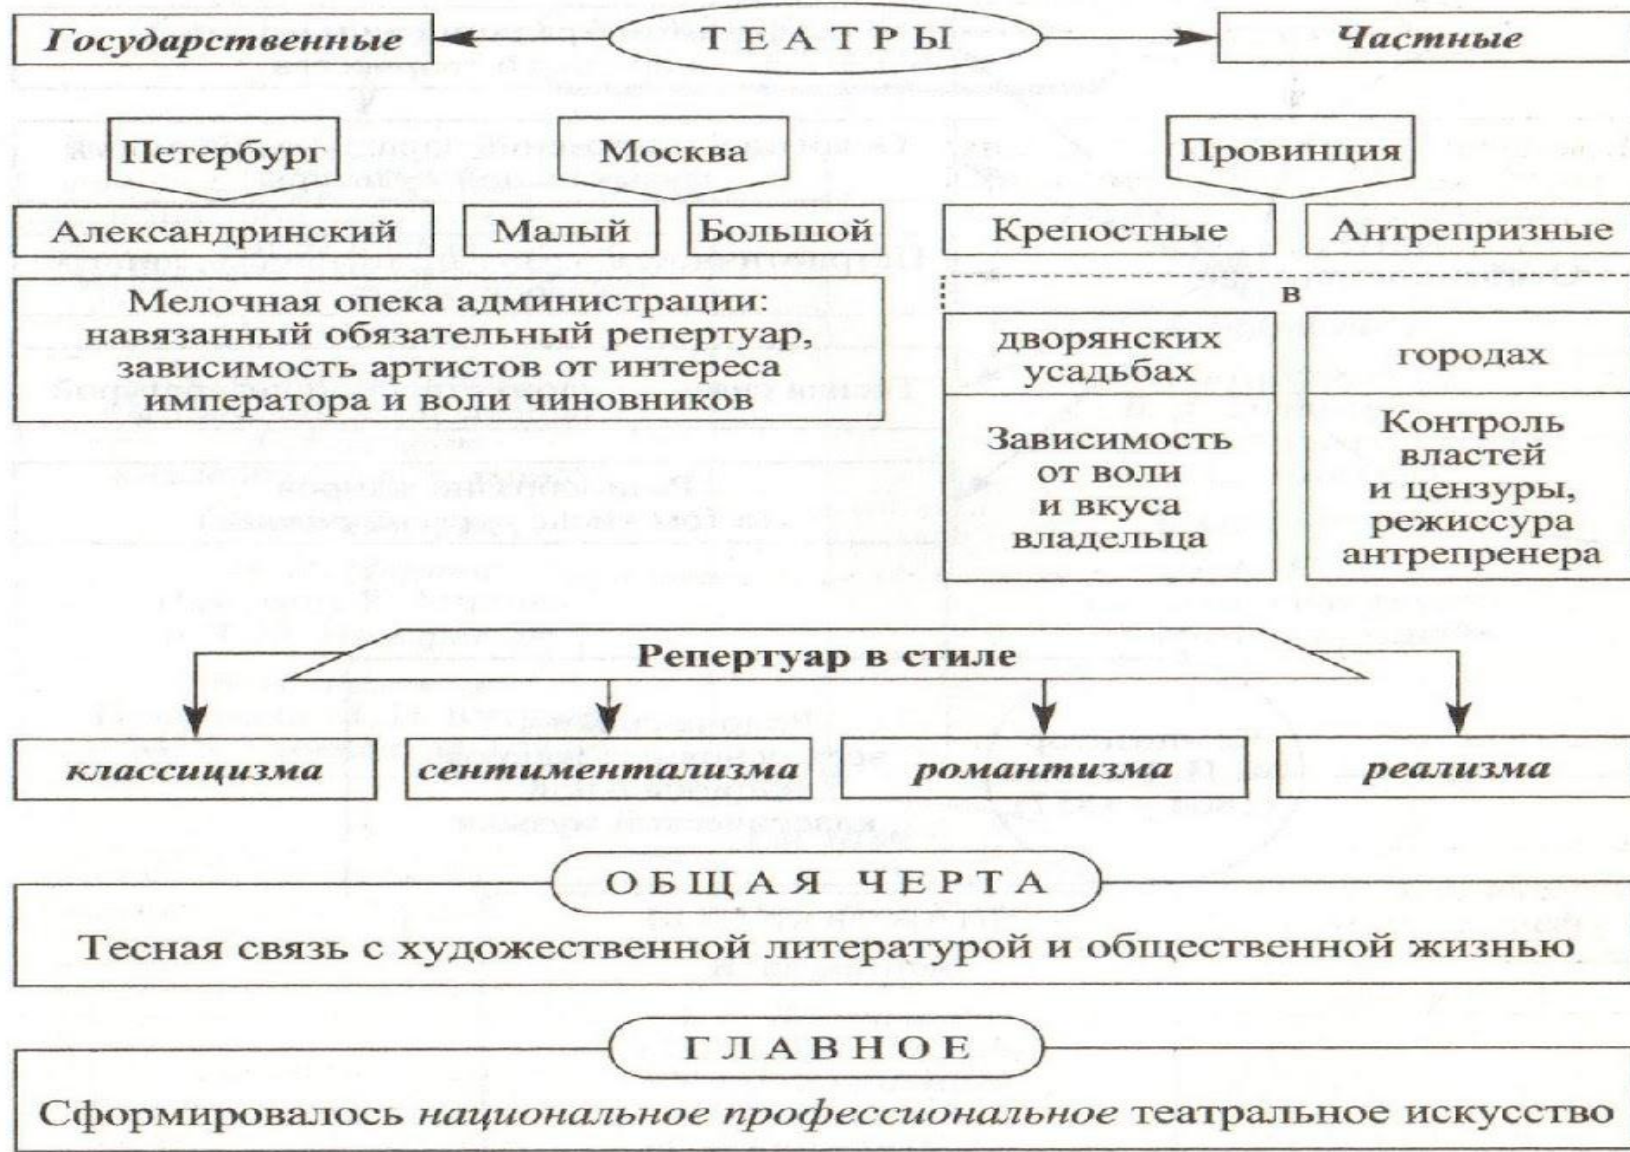 Государственные
ТЕАТРЫ
Частные
Петербург
Москва
Провинция
Александринский
Малый
Большой
Крепостные
Антрепризные
Мелочная опека администрации:
навязанный обязательный репертуар,
зависимость артистов от интереса
императора и воли чиновников
в
дворянских
усадьбах
городах
Зависимость
от воли
и вкуса
владельца
Контроль
властей
и цензуры,
режиссура
антрепренера
Репертуар в стиле
классицизма
сентиментализма
романтизма
реализма
ОБЩАЯ ЧЕРТА
Тесная связь с художественной литературой и общественной жизнью
ГЛАВНОЕ
Сформировалось национальное профессиональное театральное искусство